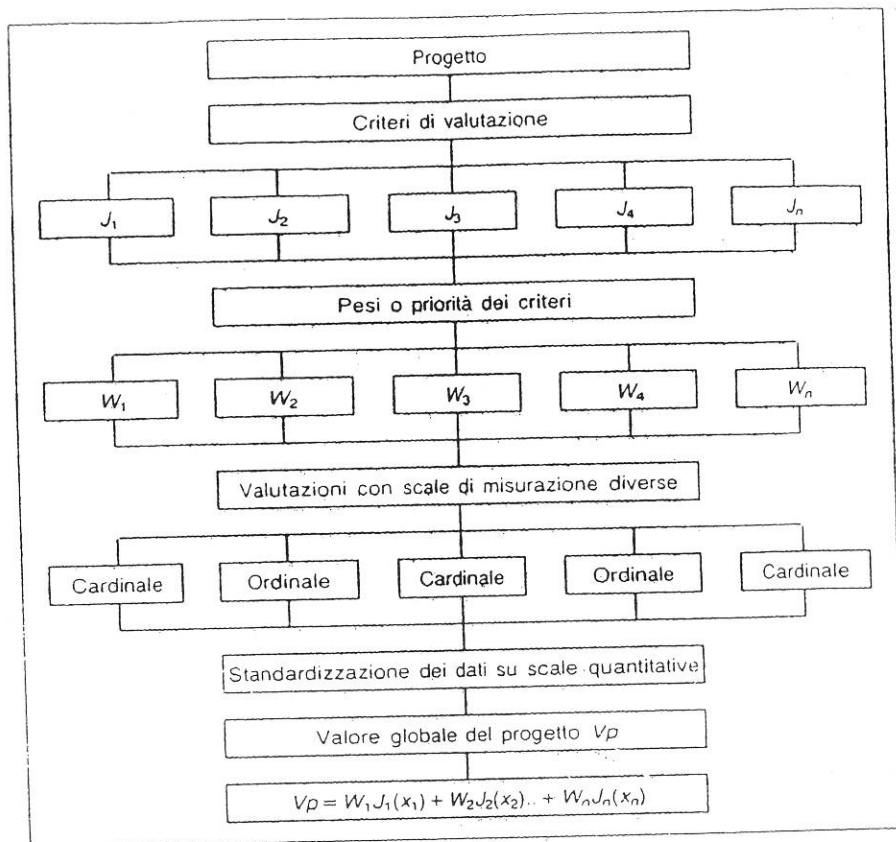 Progetto
Criteri di valutazione
J₁ J₂ J₃ J₄ Jₙ
Pesi o priorità dei criteri
W₁ W₂ W₃ W₄ Wₙ
Valutazioni con scale di misurazione diverse
Cardinale Ordinale Cardinale Ordinale Cardinale
Standardizzazione dei dati su scale quantitative
Valore globale del progetto Vp
Vp = W₁J₁(x₁) + W₂J₂(x₂).. + WₙJₙ(xₙ)